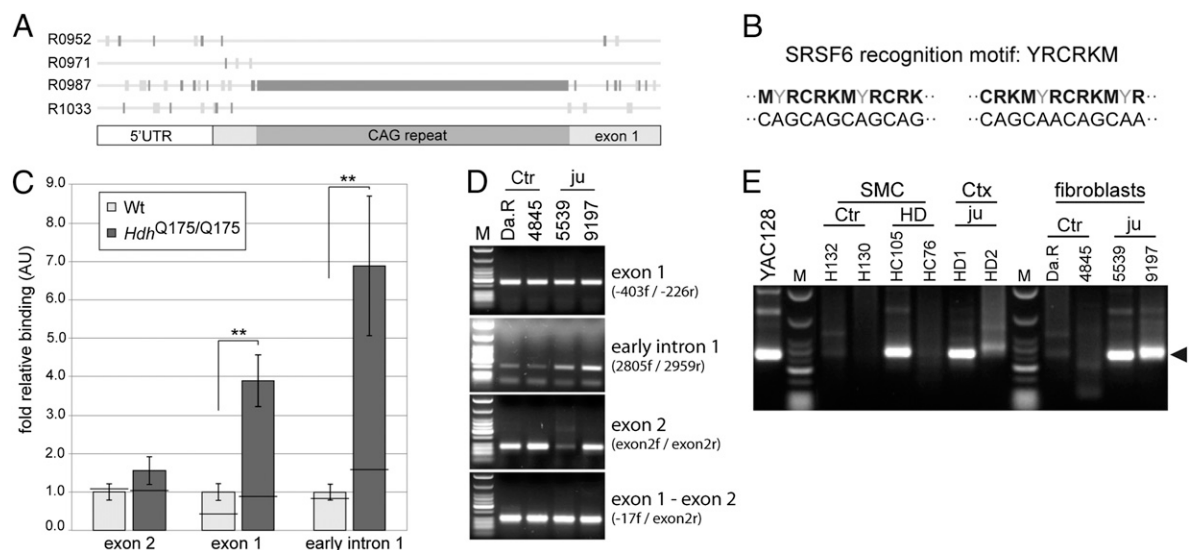 A
R0952
R0971
R0987
R1033
5'UTR CAG repeat exon 1
B
SRSF6 recognition motif: YRCRKM
··MYRCRKMYRCRK·· ··CRKMYRCRKMYR··
··CAGCAGCAGCAG·· ··CAGCAACAGCAA··
C
fold relative binding (AU)
9.0
8.0
7.0
6.0
5.0
4.0
3.0
2.0
1.0
0.0
Wt
HdhQ175/Q175
**
**
exon 2 exon 1 early intron 1
D
Ctr ju
M Da.R 4845 5539 9197
exon 1
(-403f / -226r)
early intron 1
(2805f / 2959r)
exon 2
(exon2f / exon2r)
exon 1 - exon 2
(-17f / exon2r)
E
SMC Ctx fibroblasts
Ctr HD ju Ctr ju
YAC128 M H132 H130 HC105 HC76 HD1 HD2 M Da.R 4845 5539 9197